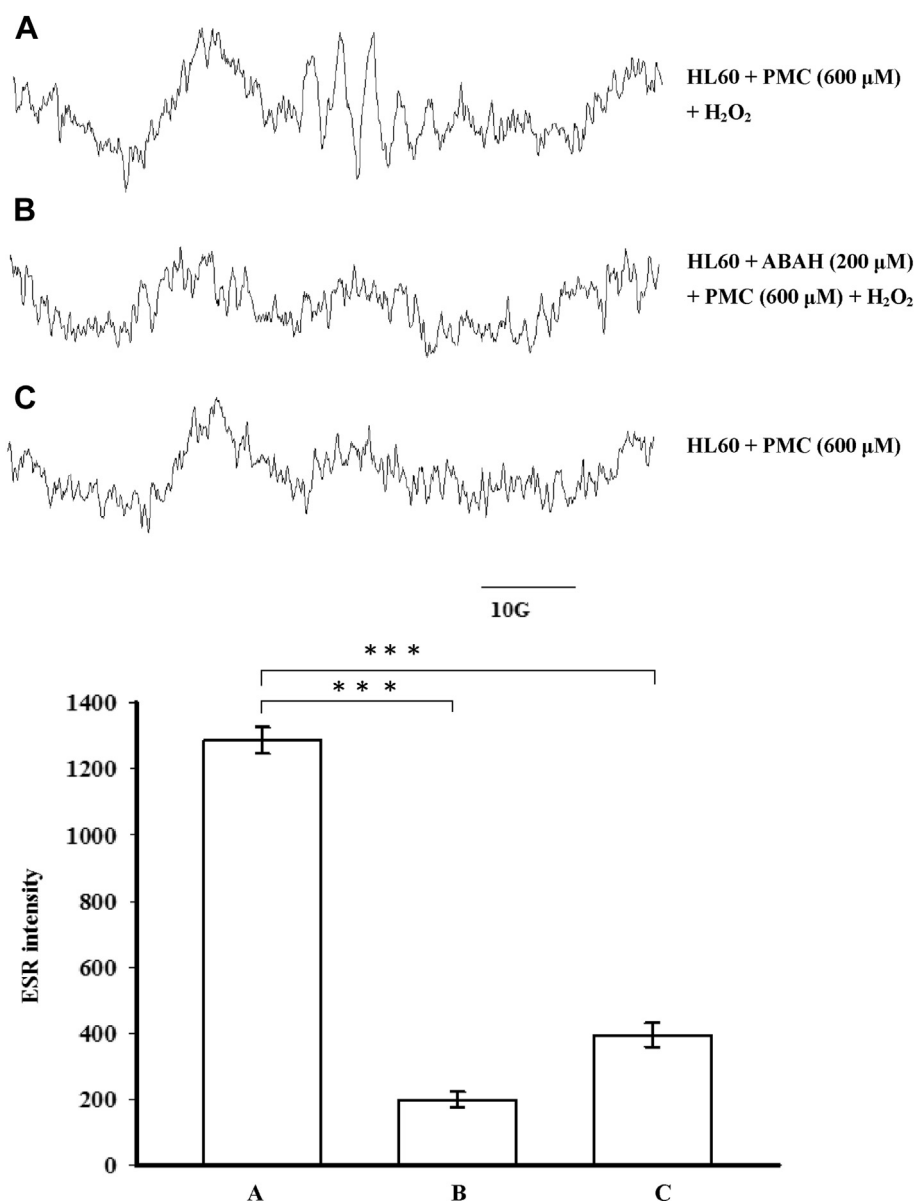 A
HL60 + PMC (600 µM)
+ H₂O₂
B
HL60 + ABAH (200 µM)
+ PMC (600 µM) + H₂O₂
C
HL60 + PMC (600 µM)
10G
***
***
1400
1200
1000
800
600
400
200
0
ESR intensity
A B C